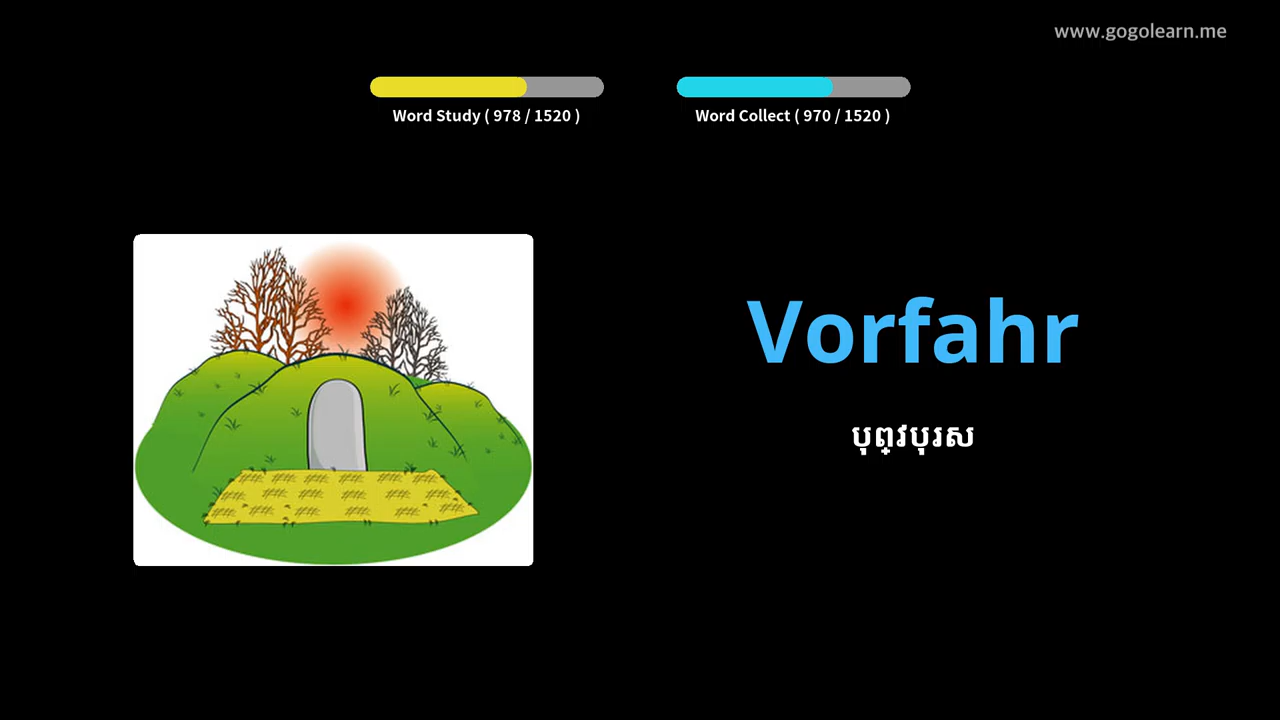 www.gogolearn.me
Word Study ( 978 / 1520 )
Word Collect ( 970 / 1520 )
Vorfahr
បុព្វបុរស